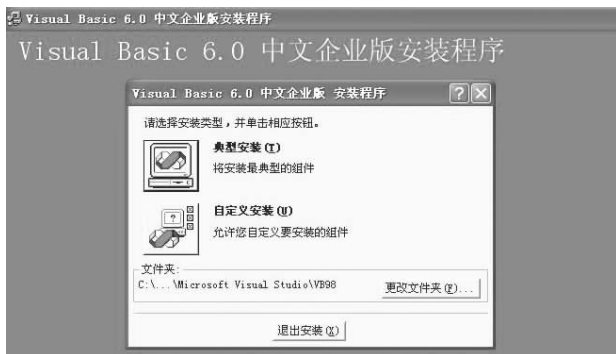 Visual Basic 6.0 中文企业版安装程序
Visual Basic 6.0 中文企业版安装程序
Visual Basic 6.0 中文企业版 安装程序
请选择安装类型，并单击相应按钮。
典型安装(T)
将安装最典型的组件
自定义安装(U)
允许您自定义要安装的组件
文件夹:
C:\...\Microsoft Visual Studio\VB98
更改文件夹(F)...
退出安装(X)